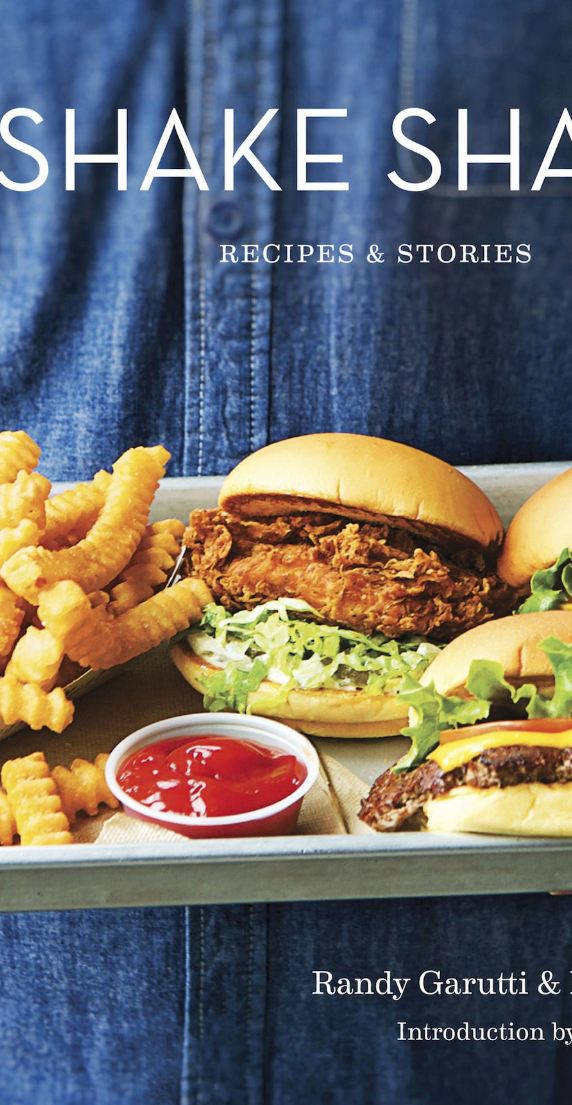 SHAKE SHA
RECIPES & STORIES
Randy Garutti &
Introduction by